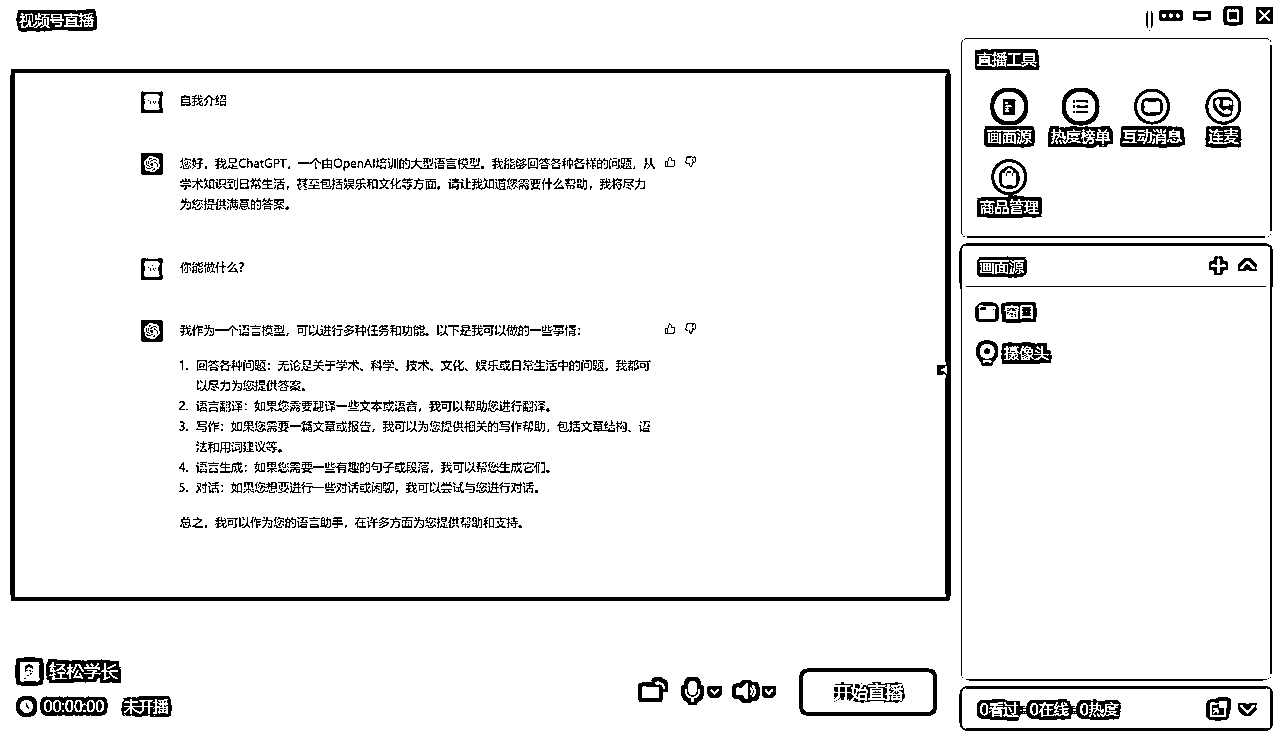 视频号直播
自我介绍
您好，我是ChatGPT，一个由OpenAI培训的大型语言模型。我能够回答各种各样的问题，从
学术知识到日常生活，甚至包括娱乐和文化等方面。请让我知道您需要什么帮助，我将尽力
为您提供满意的答案。
你能做什么？
我作为一个语言模型，可以进行多种任务和功能。以下是我可以做的一些事情：
1. 回答各种问题：无论是关于学术、科学、技术、文化、娱乐或日常生活中的问题，我都可
以尽力为您提供答案。
2. 语言翻译：如果您需要翻译一些文本或语音，我可以帮助您进行翻译。
3. 写作：如果您需要一篇文章或报告，我可以为您提供相关的写作帮助，包括文章结构、语
法和用词建议等。
4. 语言生成：如果您需要一些有趣的句子或段落，我可以帮您生成它们。
5. 对话：如果您想要进行一些对话或闲聊，我可以尝试与您进行对话。
总之，我可以作为您的语言助手，在许多方面为您提供帮助和支持。
轻松学长
00:00:00 未开播
开始直播
直播工具
画面源 热度榜单 互动消息 连麦
商品管理
画面源
窗口
摄像头
0看过 0在线 0热度